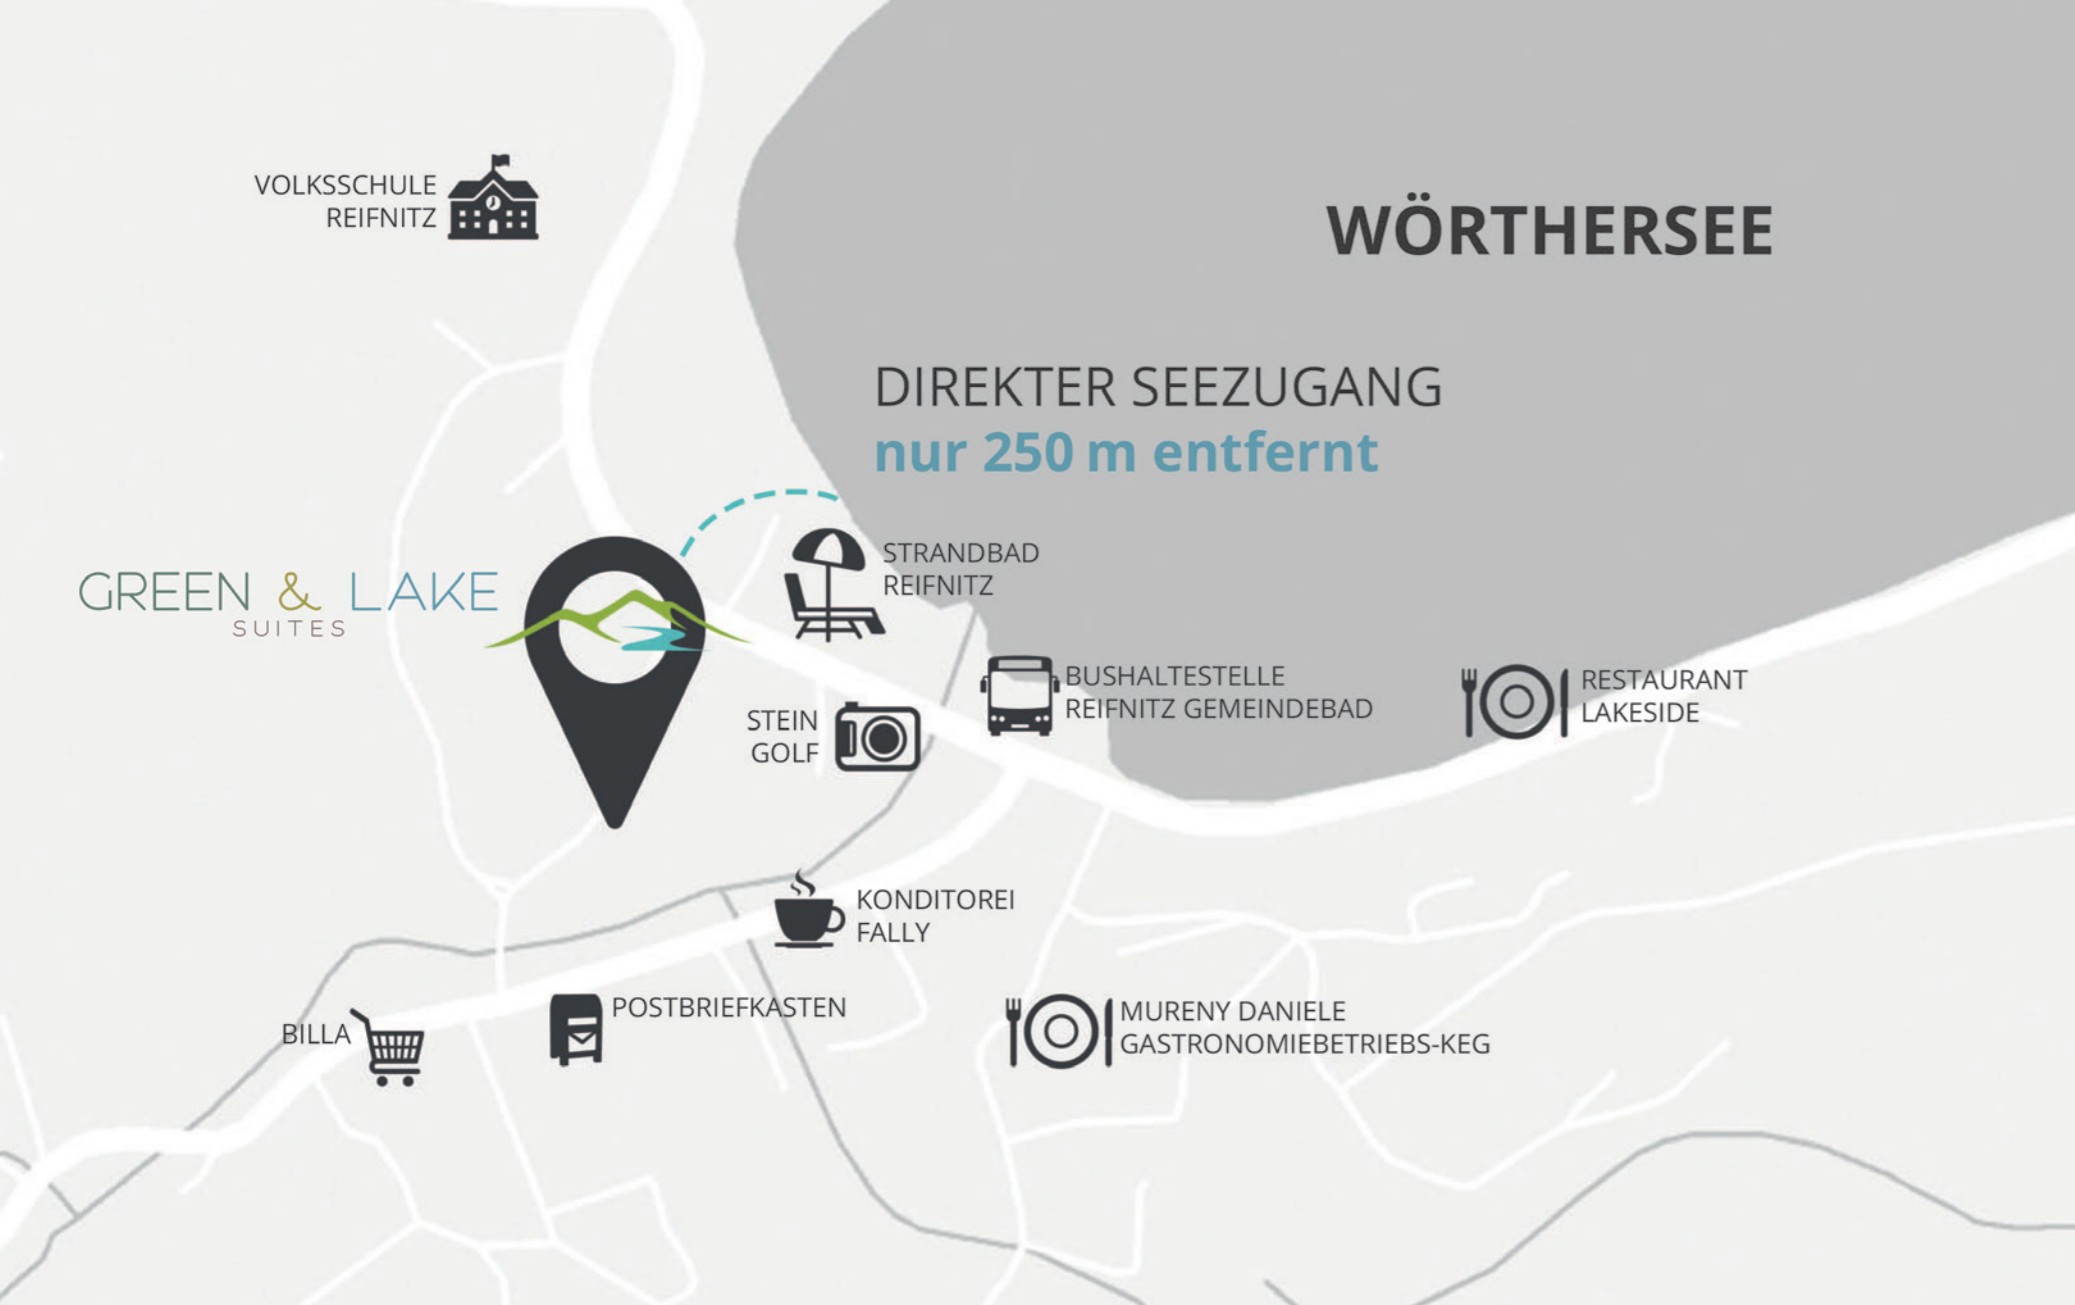 VOLKSSCHULE
REIFNITZ
WÖRTHERSEE
DIREKTER SEEZUGANG
nur 250 m entfernt
GREEN & LAKE
SUITES
STRANDBAD
REIFNITZ
BUSHALTESTELLE
REIFNITZ GEMEINDEBAD
RESTAURANT
LAKESIDE
STEIN
GOLF
KONDITOREI
FALLY
POSTBRIEFKASTEN
BILLA
MURENY DANIELE
GASTRONOMIEBETRIEBS-KEG